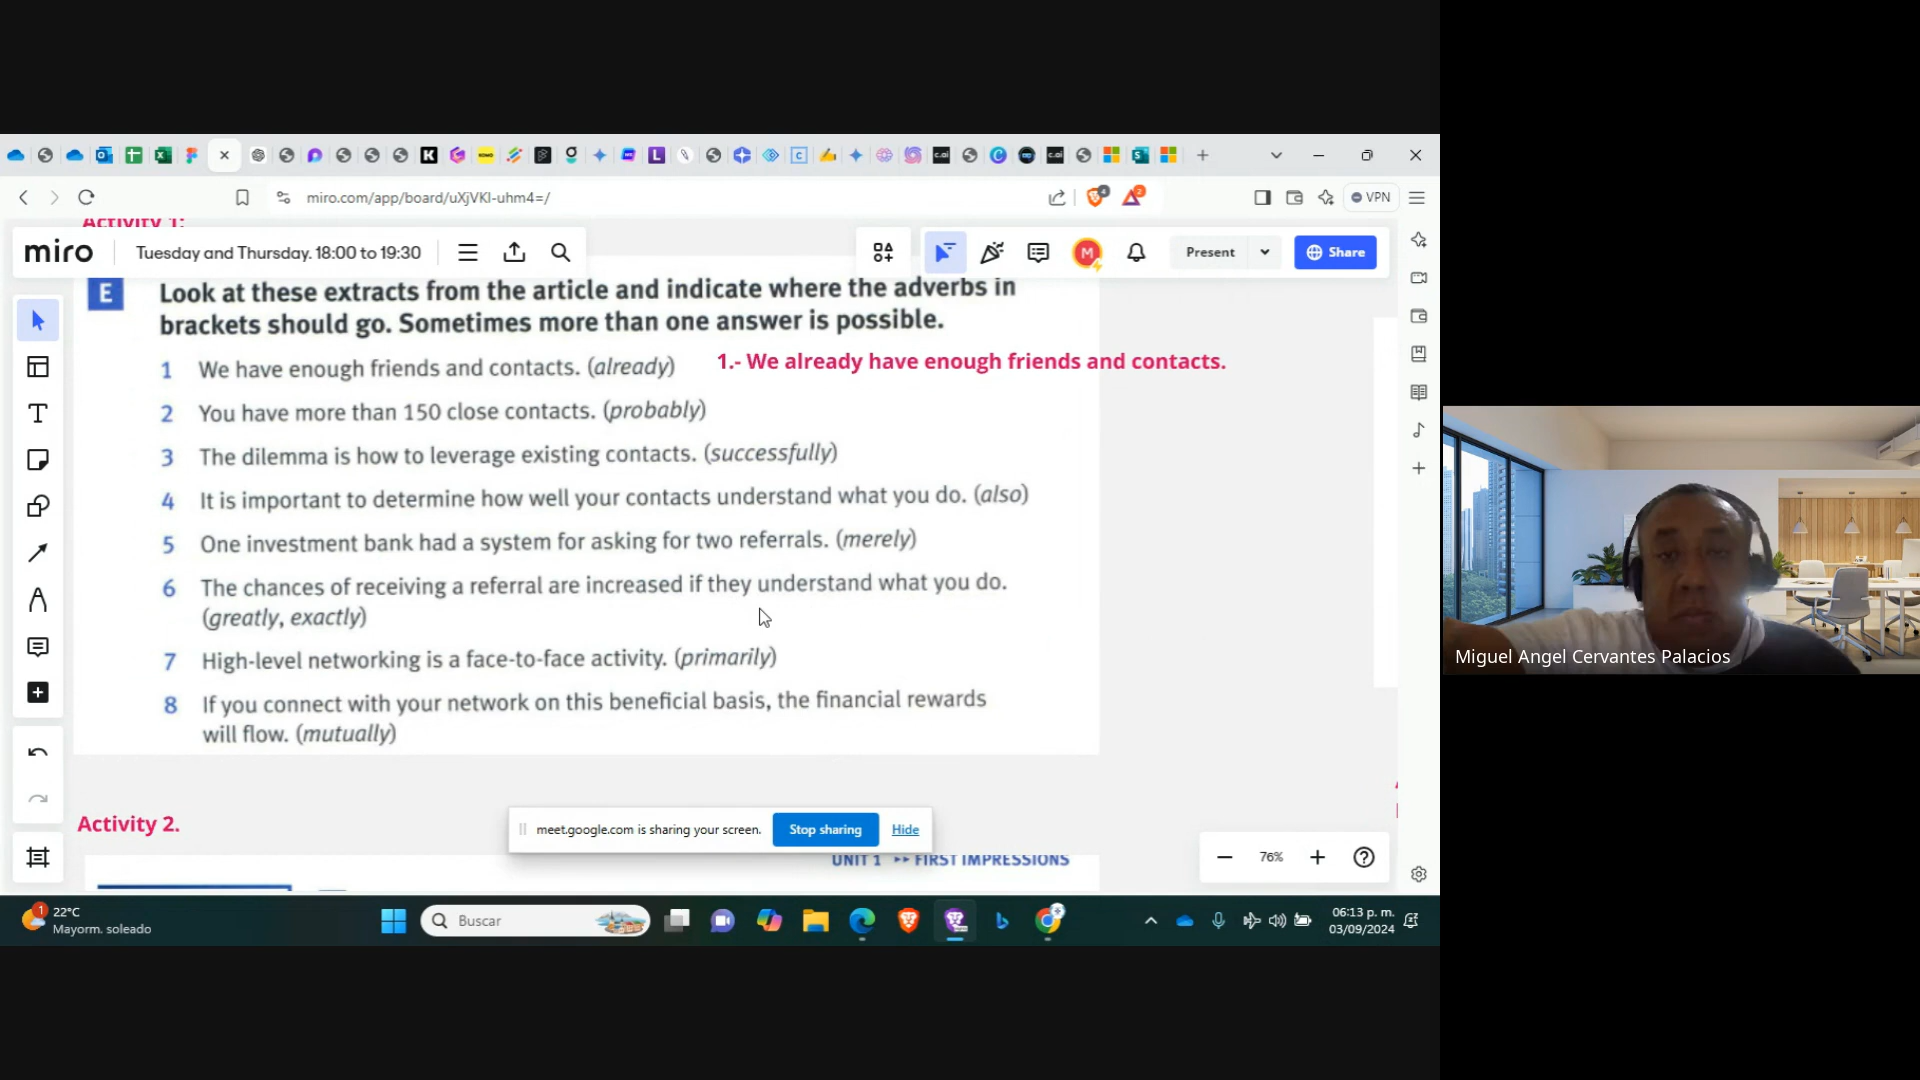 miro.com/app/board/uXjVKI-uhm4=/
VPN
Activity 1:
miro
Tuesday and Thursday. 18:00 to 19:30
Present
Share
E
Look at these extracts from the article and indicate where the adverbs in
brackets should go. Sometimes more than one answer is possible.
1 We have enough friends and contacts. (already)
1.- We already have enough friends and contacts.
2 You have more than 150 close contacts. (probably)
3 The dilemma is how to leverage existing contacts. (successfully)
4 It is important to determine how well your contacts understand what you do. (also)
5 One investment bank had a system for asking for two referrals. (merely)
6 The chances of receiving a referral are increased if they understand what you do.
(greatly, exactly)
7 High-level networking is a face-to-face activity. (primarily)
8 If you connect with your network on this beneficial basis, the financial rewards
will flow. (mutually)
Activity 2.
meet.google.com is sharing your screen.
Stop sharing
Hide
UNIT 1 ▸▸ FIRST IMPRESSIONS
76%
22°C
Mayorm. soleado
Buscar
06:13 p. m.
03/09/2024
Miguel Angel Cervantes Palacios